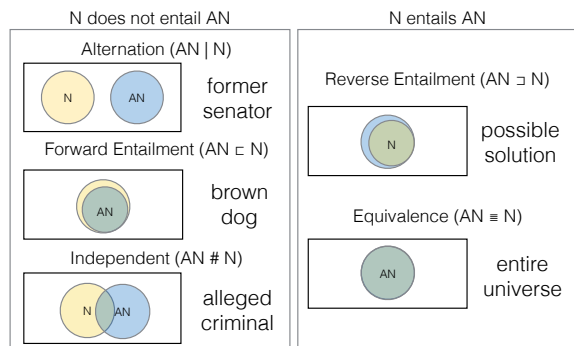 N does not entail AN
Alternation (AN | N)
N
AN
former
senator
Forward Entailment (AN ⊏ N)
AN
brown
dog
Independent (AN # N)
N
AN
alleged
criminal
N entails AN
Reverse Entailment (AN ⊐ N)
N
possible
solution
Equivalence (AN ≡ N)
AN
entire
universe